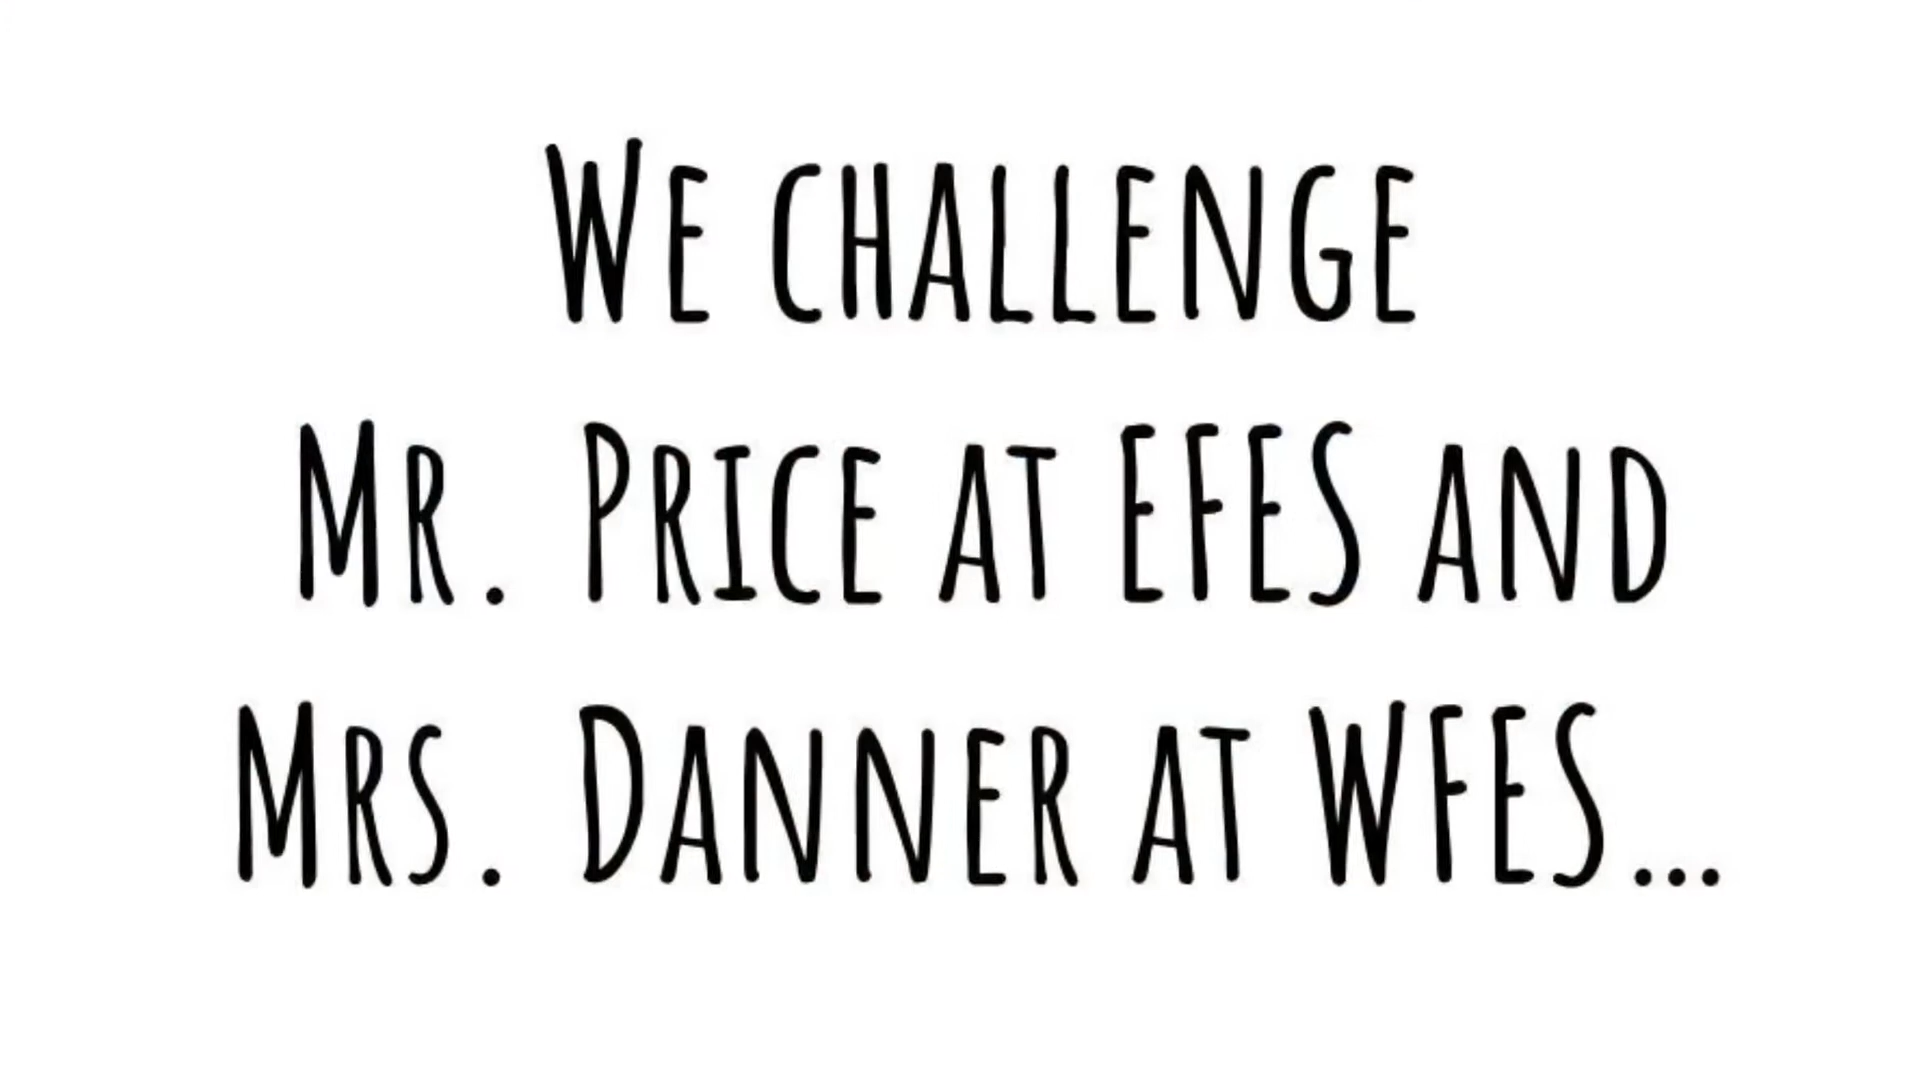 We challenge
Mr. Price at EFES and
Mrs. Danner at WFES...